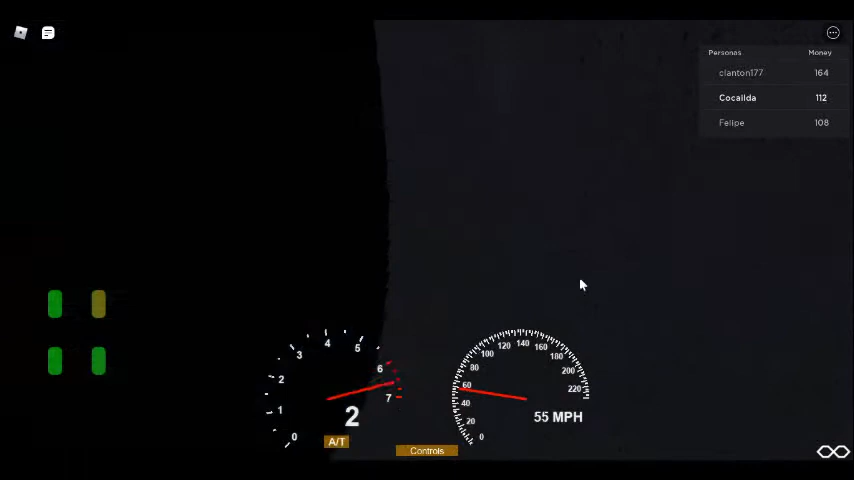 Personas Money
clanton177 164
Cocailda 112
Felipe 108
0 1 2 3 4 5 6 7
2
A/T
0 20 40 60 80 100 120 140 160 180 200 220
55 MPH
Controls